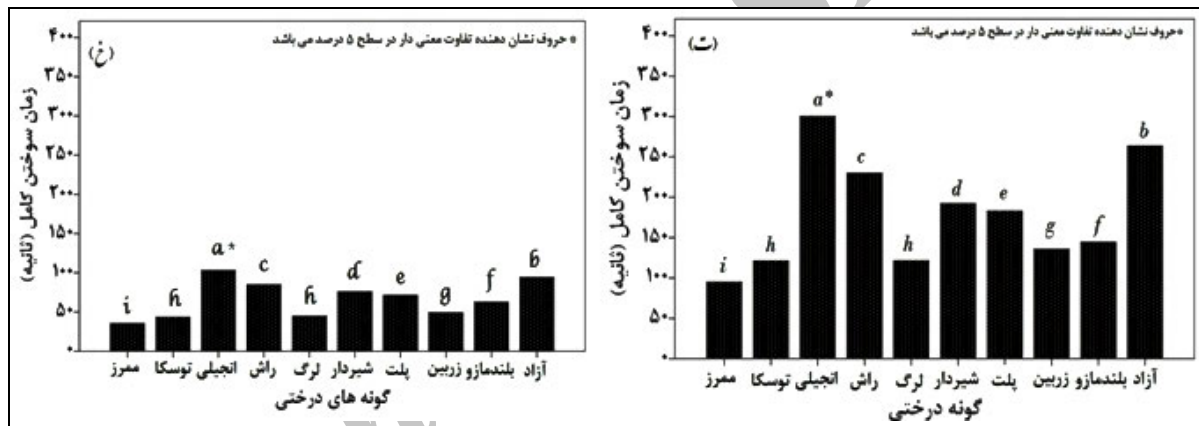 * حروف نشان دهنده تفاوت معنی دار در سطح ۵ درصد می باشد
(ت)
زمان سوختن کامل (ثانیه)
۴۰۰
۳۵۰
۳۰۰
۲۵۰
۲۰۰
۱۵۰
۱۰۰
۵۰
۰
i h a* c h d e g f b
ممرز توسکا انجیلی راش لرگ شیردار پلت زربین بلندمازو آزاد
گونه درختی
* حروف نشان دهنده تفاوت معنی دار در سطح ۵ درصد می باشد
(خ)
زمان سوختن کامل (ثانیه)
۴۰۰
۳۵۰
۳۰۰
۲۵۰
۲۰۰
۱۵۰
۱۰۰
۵۰
۰
i h a* c h d e g f b
ممرز توسکا انجیلی راش لرگ شیردار پلت زربین بلندمازو آزاد
گونه های درختی